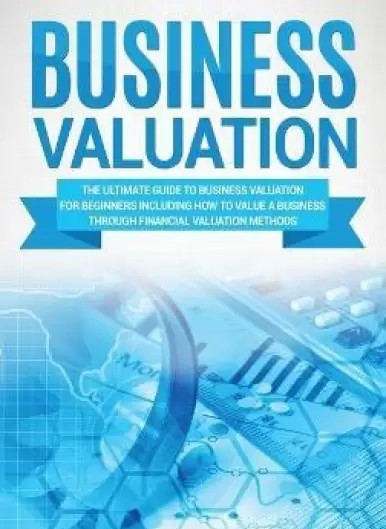 BUSINESS
VALUATION
THE ULTIMATE GUIDE TO BUSINESS VALUATION
FOR BEGINNERS INCLUDING HOW TO VALUE A BUSINESS
THROUGH FINANCIAL VALUATION METHODS